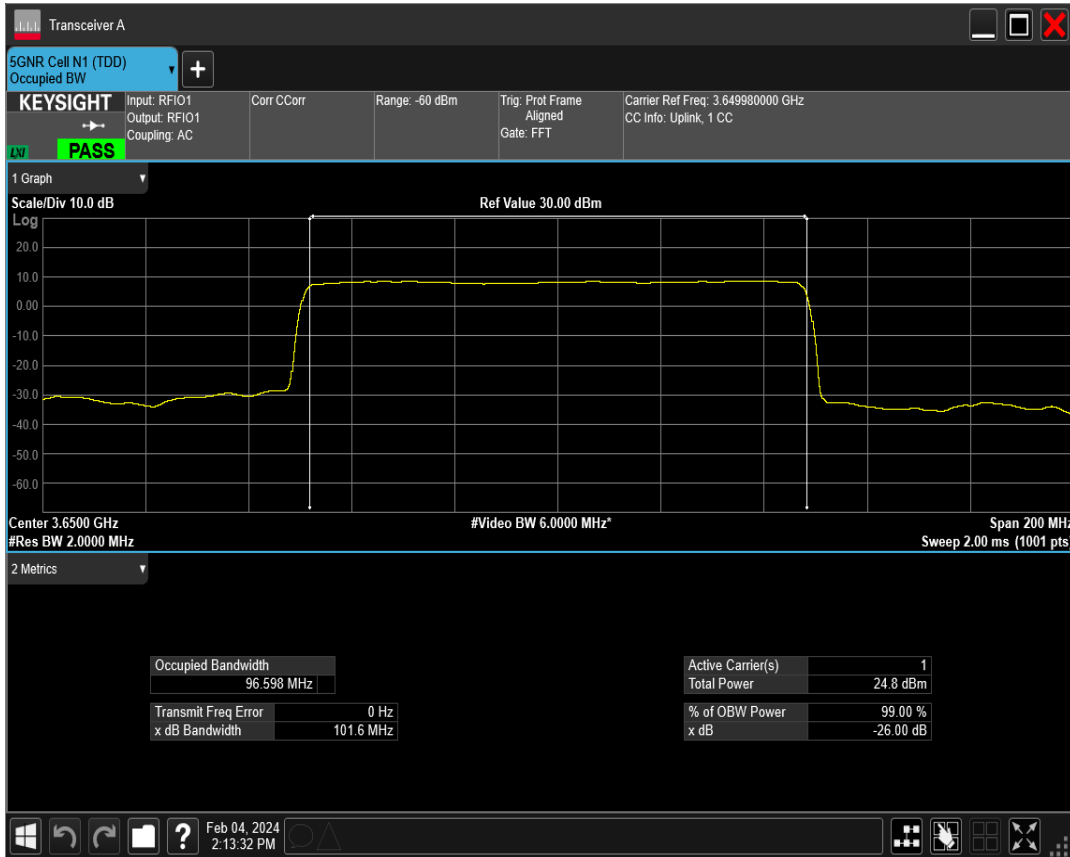 Transceiver A
5GNR Cell N1 (TDD)
Occupied BW
+
KEYSIGHT
LXI
PASS
Input: RFIO1
Output: RFIO1
Coupling: AC
Corr CCorr
Range: -60 dBm
Trig: Prot Frame
Aligned
Gate: FFT
Carrier Ref Freq: 3.649980000 GHz
CC Info: Uplink, 1 CC
1 Graph
Scale/Div 10.0 dB
Ref Value 30.00 dBm
Log
20.0
10.0
0.00
-10.0
-20.0
-30.0
-40.0
-50.0
-60.0
Center 3.6500 GHz
#Video BW 6.0000 MHz*
Span 200 MHz
#Res BW 2.0000 MHz
Sweep 2.00 ms (1001 pts
2 Metrics
Occupied Bandwidth
96.598 MHz
Transmit Freq Error 0 Hz
x dB Bandwidth 101.6 MHz
Active Carrier(s) 1
Total Power 24.8 dBm
% of OBW Power 99.00 %
x dB -26.00 dB
?
Feb 04, 2024
2:13:32 PM